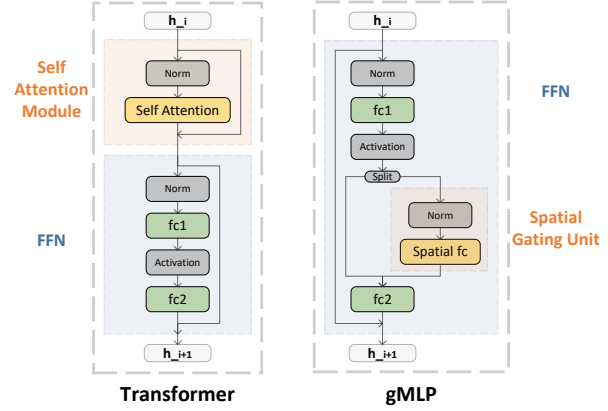 h_i
Self
Attention
Module
Norm
Self Attention
FFN
Norm
fc1
Activation
fc2
h_i+1
Transformer
h_i
FFN
Norm
fc1
Activation
Split
Norm
Spatial fc
Spatial
Gating Unit
fc2
h_i+1
gMLP